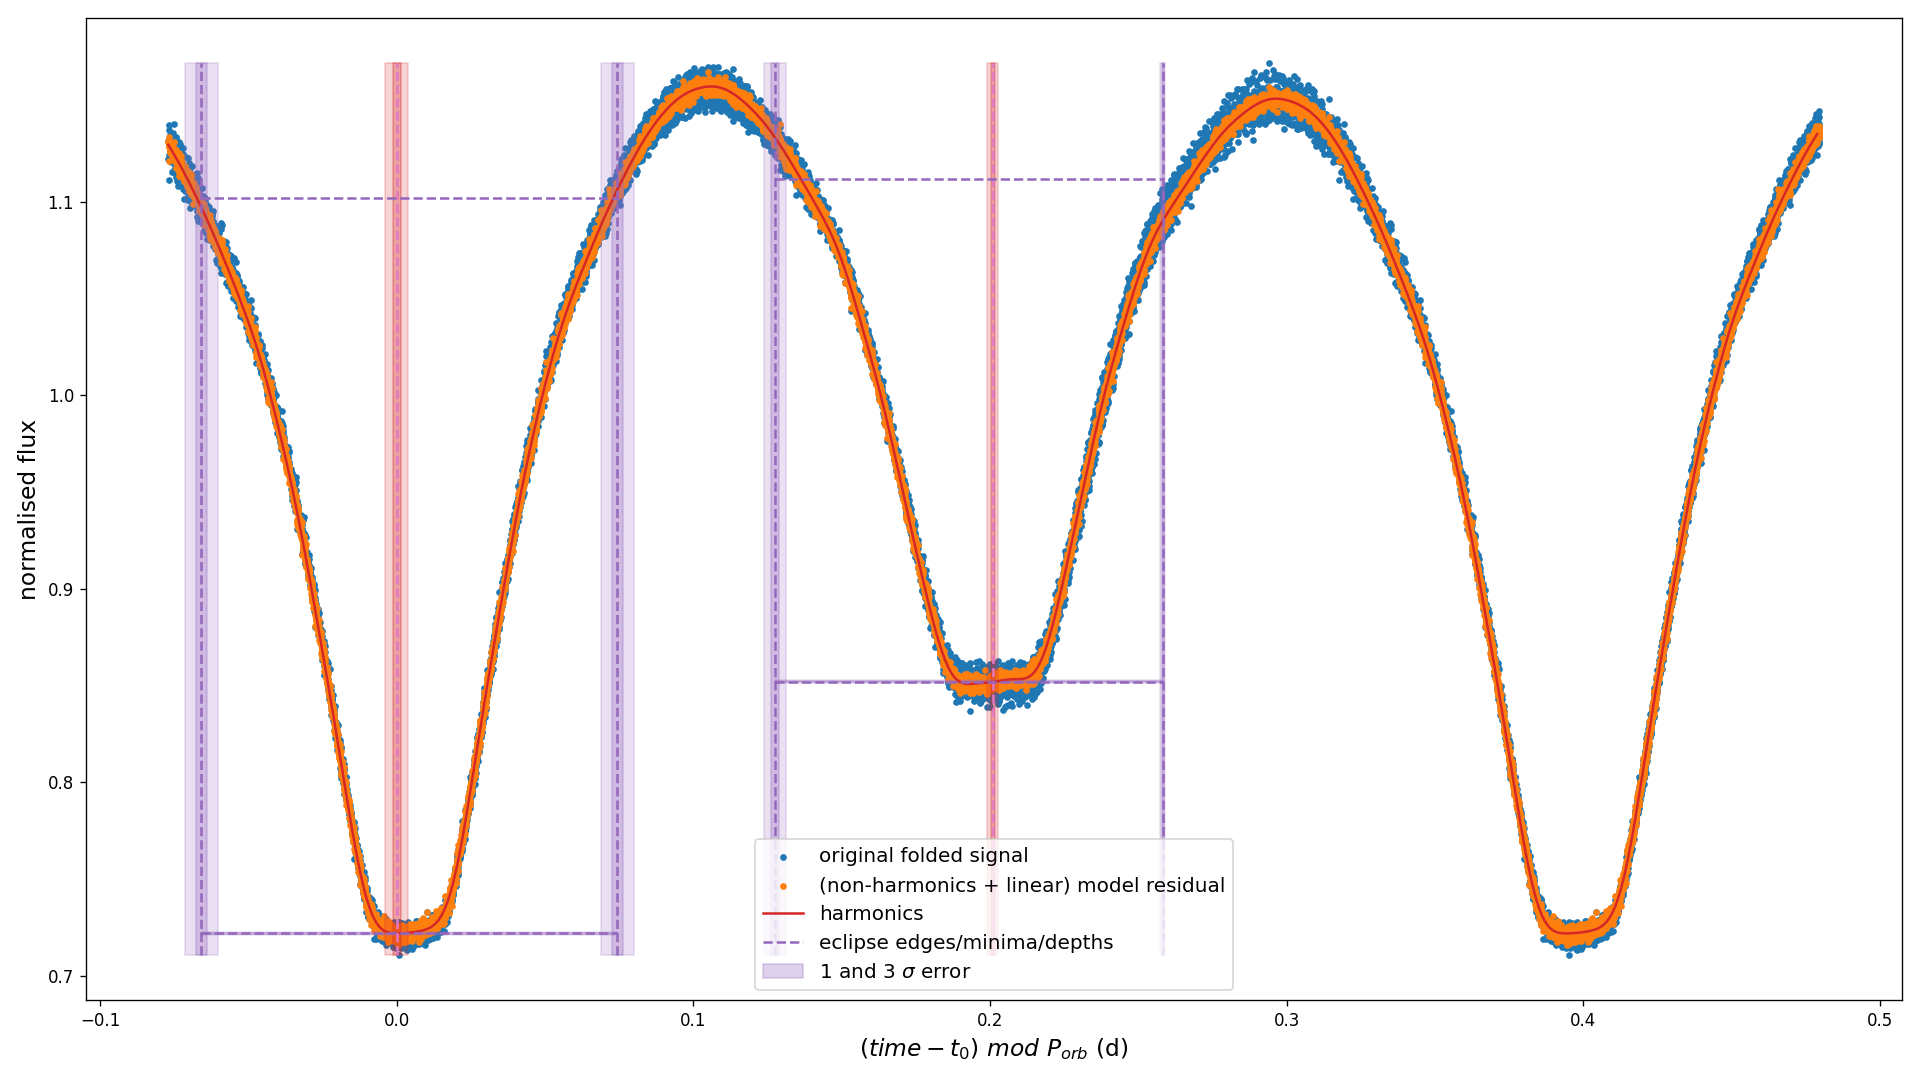 normalised flux
1.1
1.0
0.9
0.8
0.7
original folded signal
(non-harmonics + linear) model residual
harmonics
eclipse edges/minima/depths
1 and 3 σ error
−0.1 0.0 0.1 0.2 0.3 0.4 0.5
(time − t₀) mod Pₒᵣb (d)